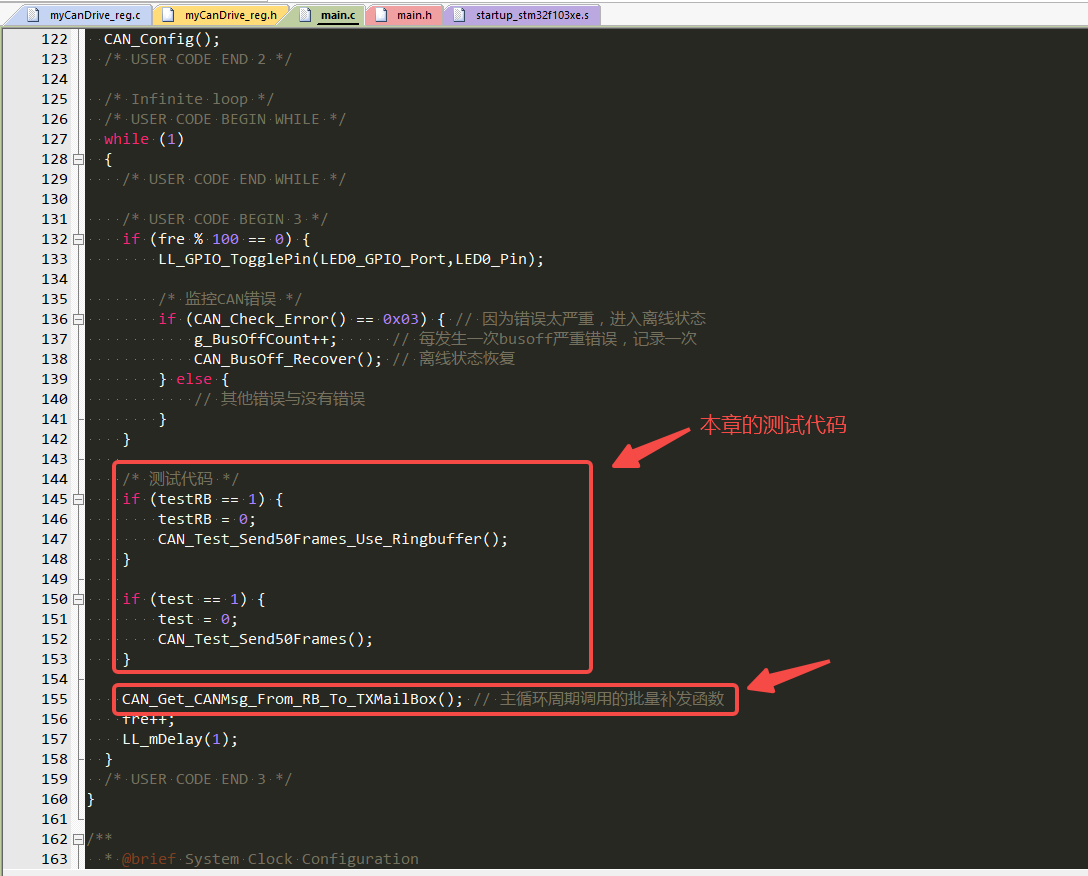 myCanDrive_reg.c myCanDrive_reg.h main.c main.h startup_stm32f103xe.s
122 CAN_Config();
123 /* USER CODE END 2 */
124
125 /* Infinite loop */
126 /* USER CODE BEGIN WHILE */
127 while (1)
128 {
129 /* USER CODE END WHILE */
130
131 /* USER CODE BEGIN 3 */
132 if (fre % 100 == 0) {
133 LL_GPIO_TogglePin(LED0_GPIO_Port,LED0_Pin);
134
135 /* 监控CAN错误 */
136 if (CAN_Check_Error() == 0x03) { // 因为错误太严重，进入离线状态
137 g_BusOffCount++; // 每发生一次busoff严重错误，记录一次
138 CAN_BusOff_Recover(); // 离线状态恢复
139 } else {
140 // 其他错误与没有错误
141 }
142 }
本章的测试代码
143
144 /* 测试代码 */
145 if (testRB == 1) {
146 testRB = 0;
147 CAN_Test_Send50Frames_Use_Ringbuffer();
148 }
149
150 if (test == 1) {
151 test = 0;
152 CAN_Test_Send50Frames();
153 }
154
155 CAN_Get_CANMsg_From_RB_To_TXMailBox(); // 主循环周期调用的批量补发函数
156 fre++;
157 LL_mDelay(1);
158 }
159 /* USER CODE END 3 */
160 }
161
162 /**
163 * @brief System Clock Configuration